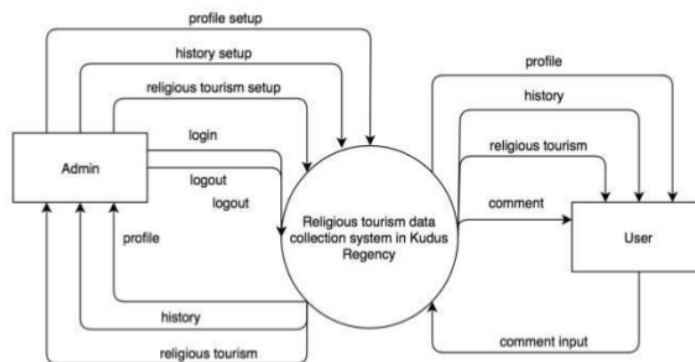 profile setup
history setup
religious tourism setup
login
logout
logout
Admin
profile
history
religious tourism
Religious tourism data
collection system in Kudus
Regency
profile
history
religious tourism
comment
User
comment input